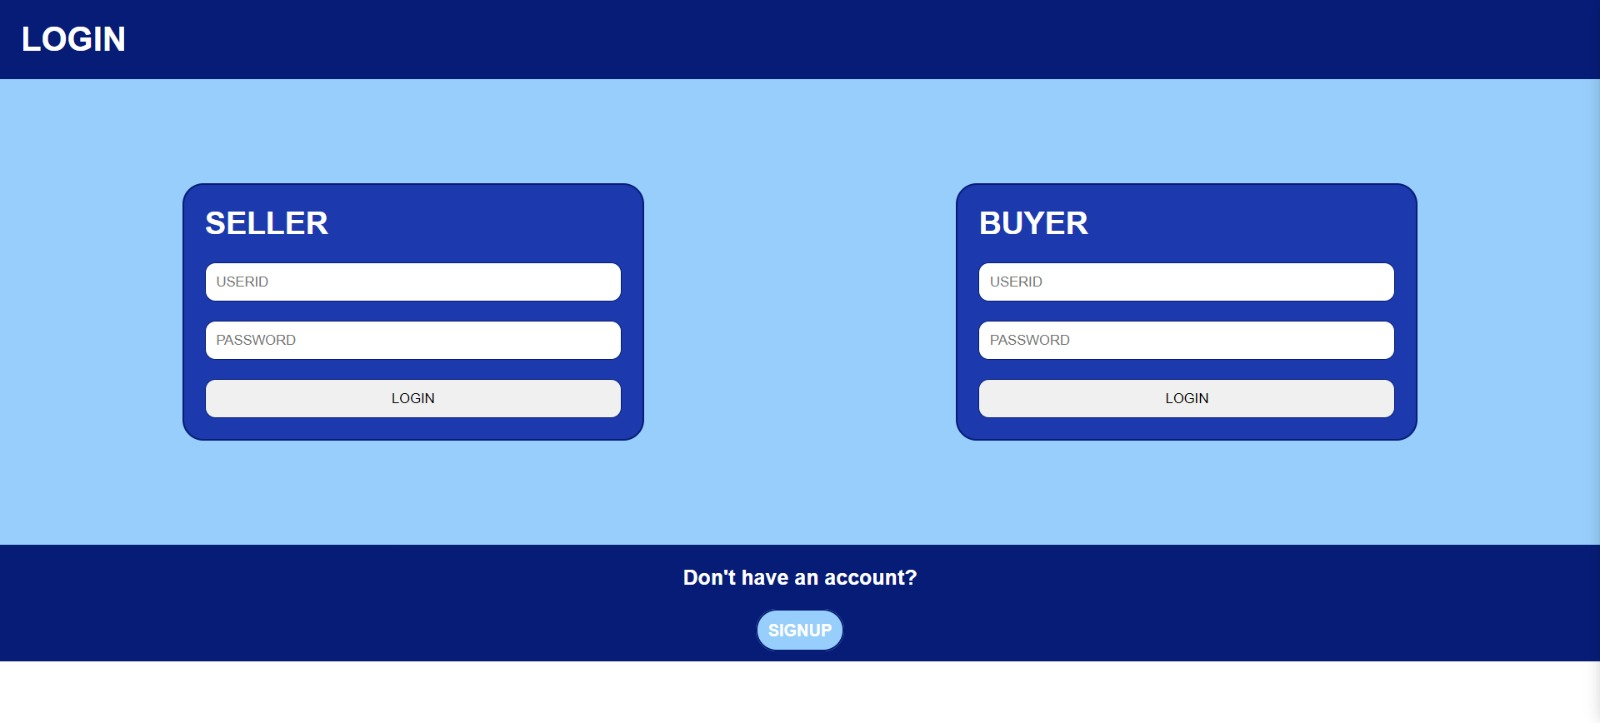 LOGIN
SELLER
USERID
PASSWORD
LOGIN
BUYER
USERID
PASSWORD
LOGIN
Don't have an account?
SIGNUP